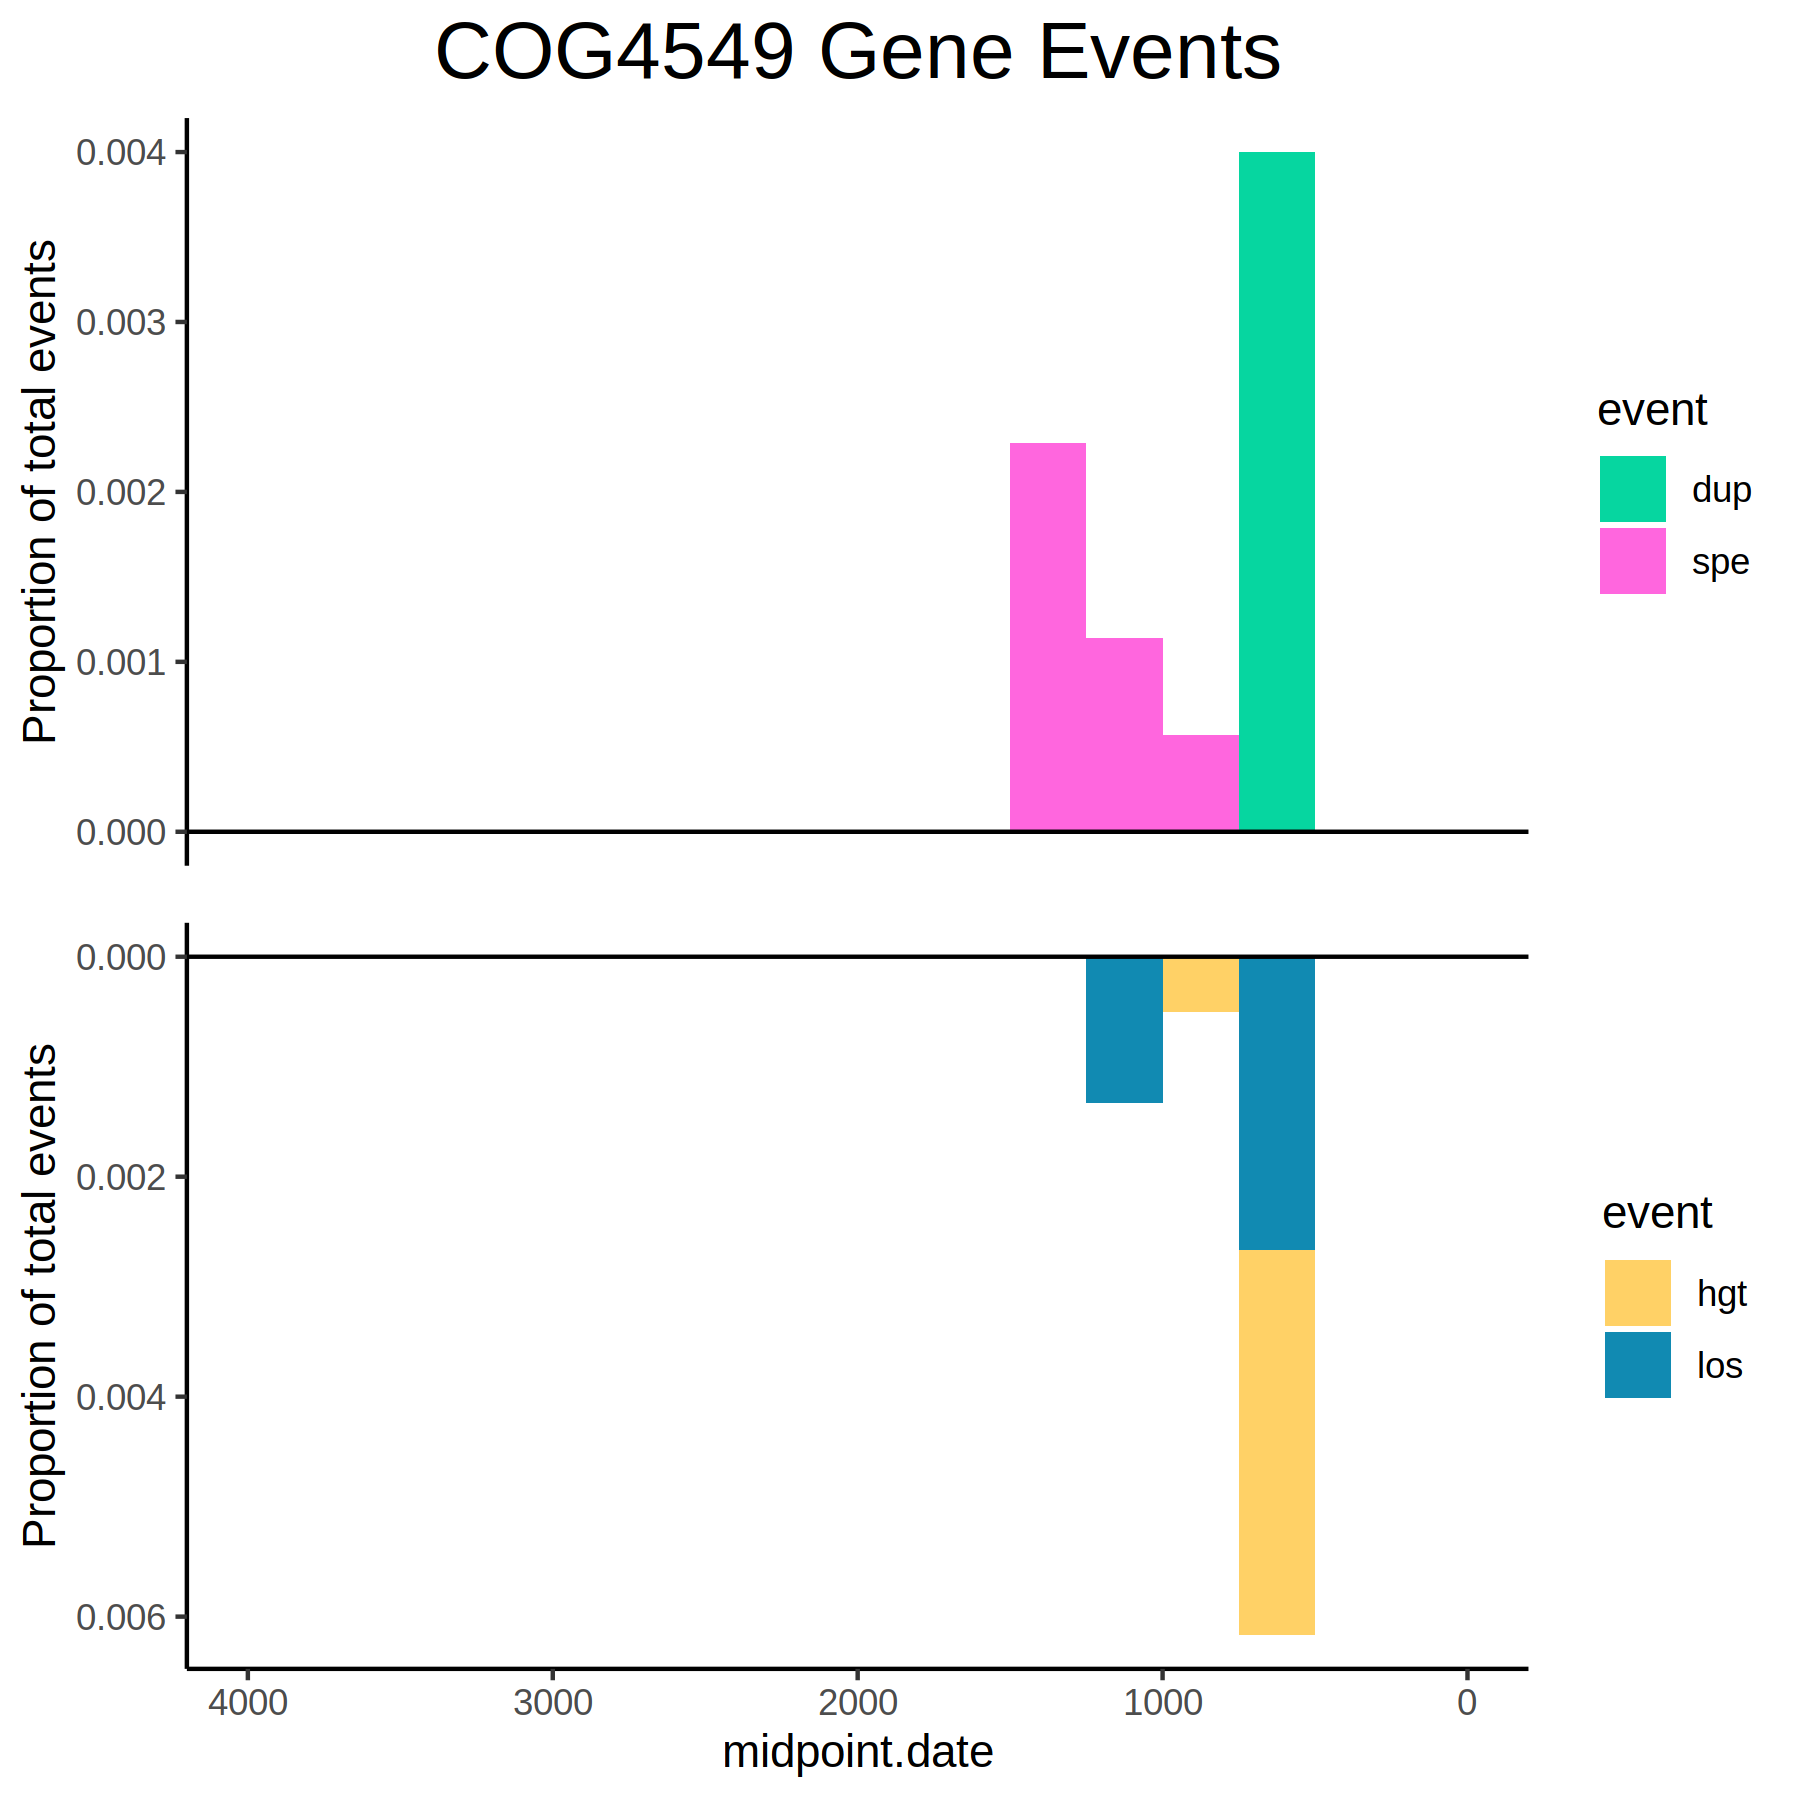 COG4549 Gene Events
Proportion of total events
0.004
0.003
0.002
0.001
0.000
event
dup
spe
Proportion of total events
0.000
0.002
0.004
0.006
event
hgt
los
4000 3000 2000 1000 0
midpoint.date